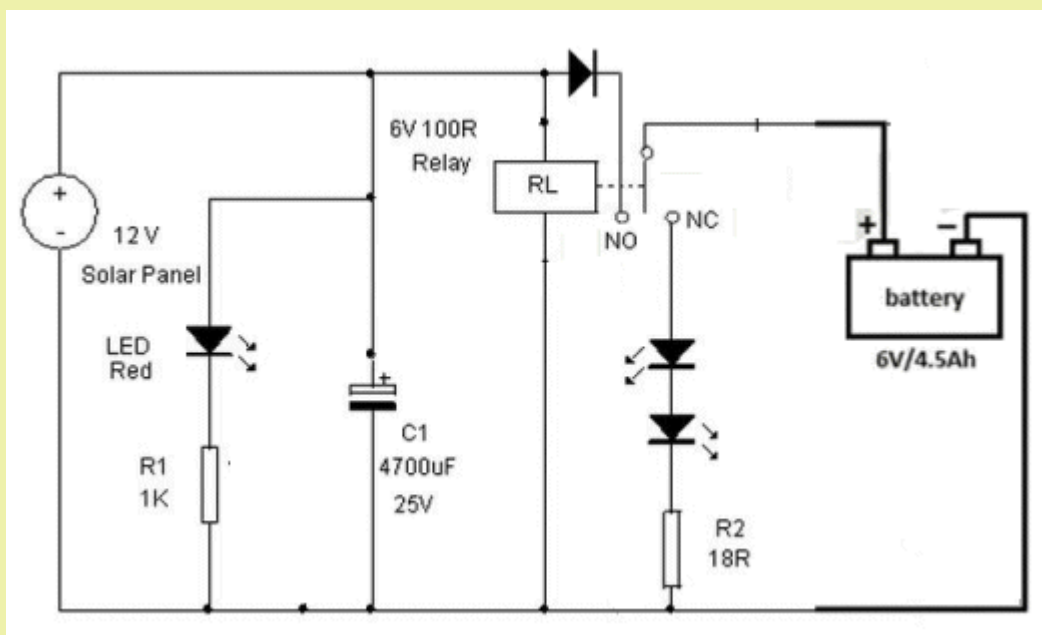 6V 100R
Relay
RL
+
-
12 V
Solar Panel
NO
NC
+
−
battery
6V/4.5Ah
LED
Red
+
C1
4700uF
25V
R1
1K
R2
18R